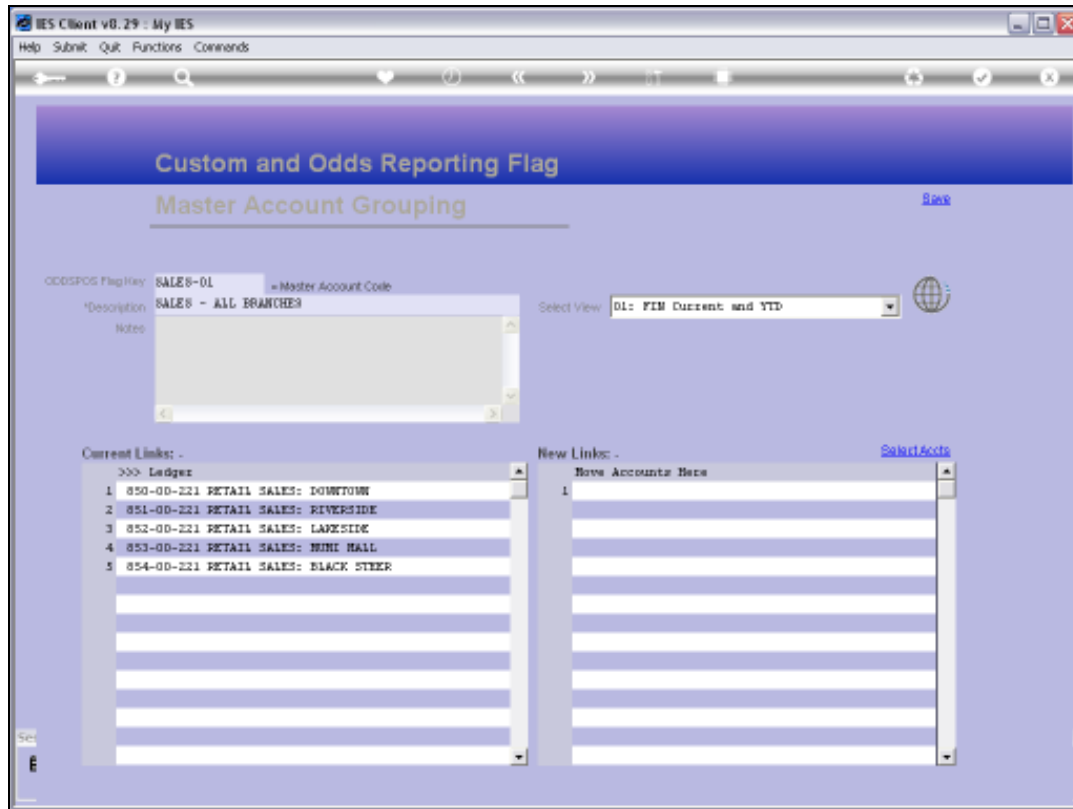 IES Client v8.29 : My IES
Help Submit Quit Functions Commands
Custom and Odds Reporting Flag
Master Account Grouping
Save
ODDSPOS Flag Key SALES-01 = Master Account Code
*Description SALES - ALL BRANCHES
Select View 01: FIN Current and YTD
Notes
Current Links: -
New Links: -
Select Accts
>>> Ledger
Move Accounts Here
1 850-00-221 RETAIL SALES: DOWNTOWN
1
2 851-00-221 RETAIL SALES: RIVERSIDE
3 852-00-221 RETAIL SALES: LAKESIDE
4 853-00-221 RETAIL SALES: MUMI MALL
5 854-00-221 RETAIL SALES: BLACK STEER